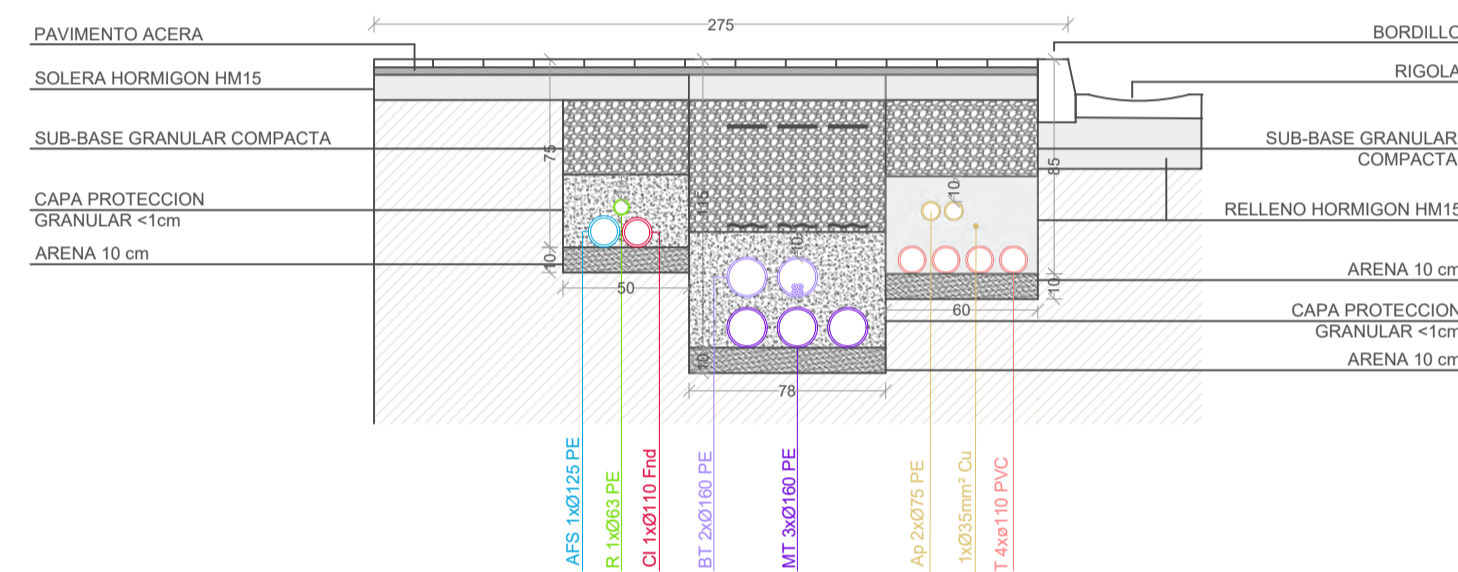 275
PAVIMENTO ACERA
SOLERA HORMIGON HM15
SUB-BASE GRANULAR COMPACTA
CAPA PROTECCION
GRANULAR <1cm
ARENA 10 cm
BORDILLO
RIGOLA
SUB-BASE GRANULAR
COMPACTA
RELLENO HORMIGON HM15
ARENA 10 cm
CAPA PROTECCION
GRANULAR <1cm
ARENA 10 cm
75
10
50
115
10
10
78
85
10
10
60
AFS 1xØ125 PE
R 1xØ63 PE
CI 1xØ110 Fnd
BT 2xØ160 PE
MT 3xØ160 PE
Ap 2xØ75 PE
1xØ35mm² Cu
T 4xø110 PVC